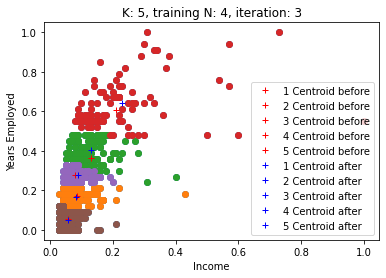 K: 5, training N: 4, iteration: 3
1.0
0.8
0.6
0.4
0.2
0.0
Years Employed
1 Centroid before
2 Centroid before
3 Centroid before
4 Centroid before
5 Centroid before
1 Centroid after
2 Centroid after
3 Centroid after
4 Centroid after
5 Centroid after
0.0 0.2 0.4 0.6 0.8 1.0
Income